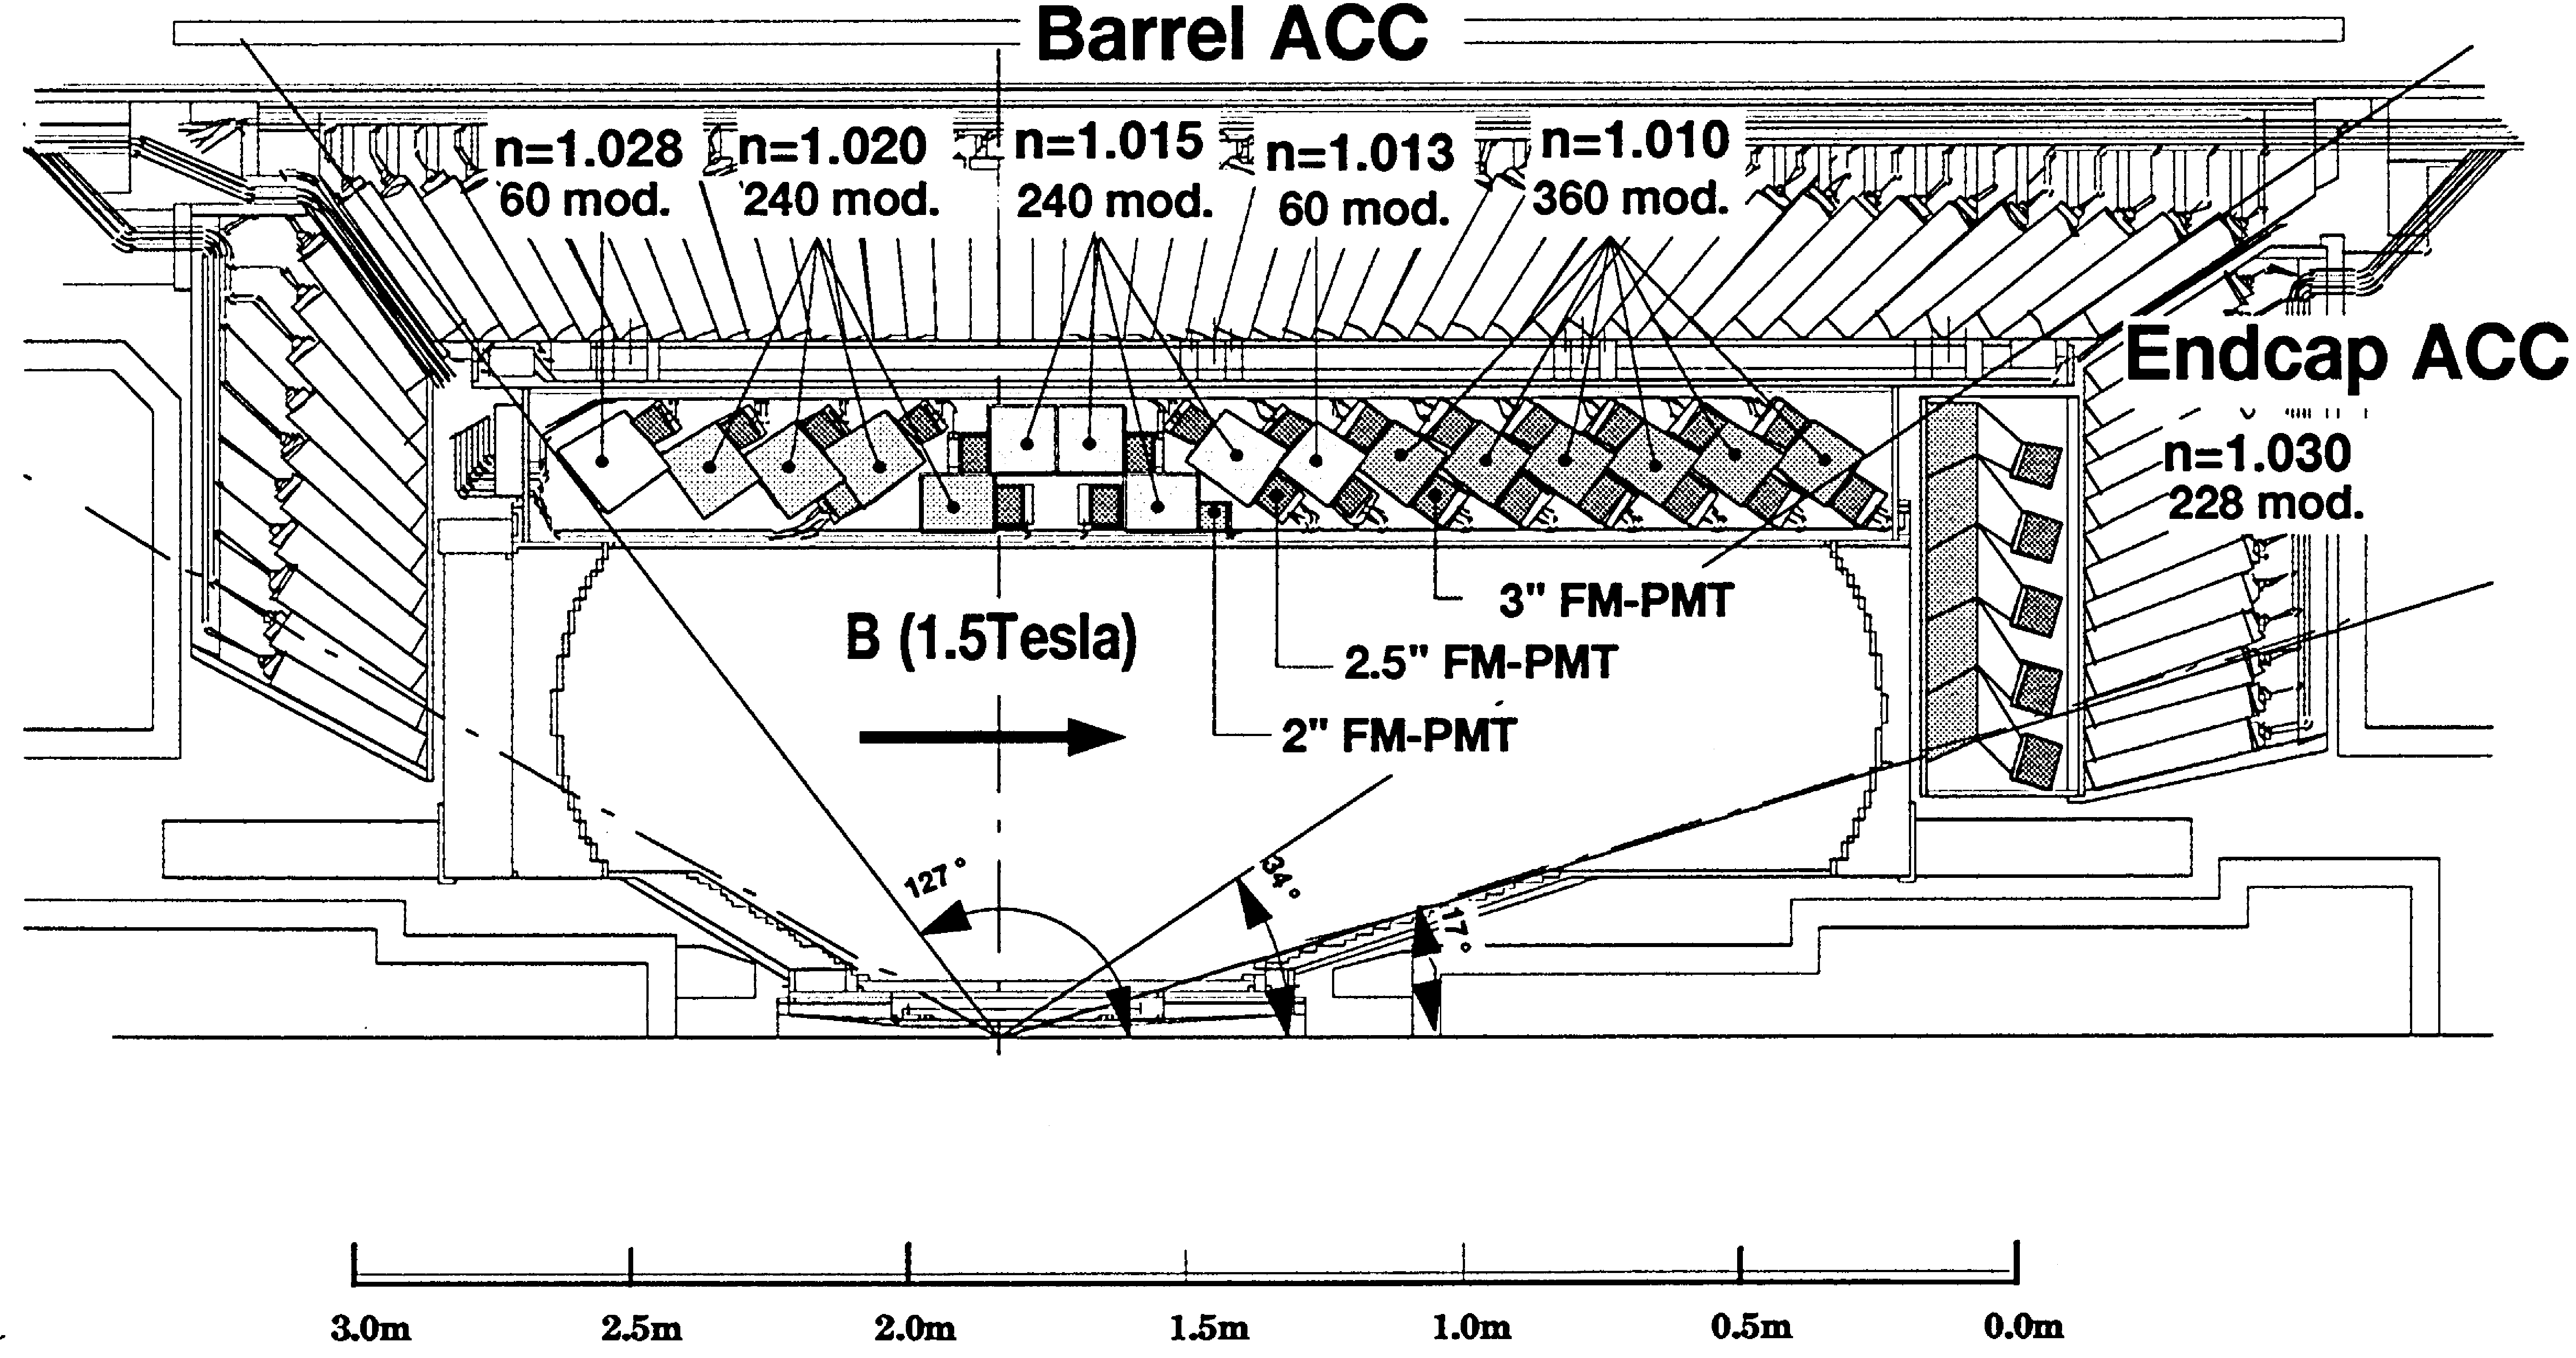 Barrel ACC
n=1.028
60 mod.
n=1.020
240 mod.
n=1.015
240 mod.
n=1.013
60 mod.
n=1.010
360 mod.
Endcap ACC
n=1.030
228 mod.
3" FM-PMT
B (1.5Tesla)
2.5" FM-PMT
2" FM-PMT
127°
34°
17°
3.0m
2.5m
2.0m
1.5m
1.0m
0.5m
0.0m